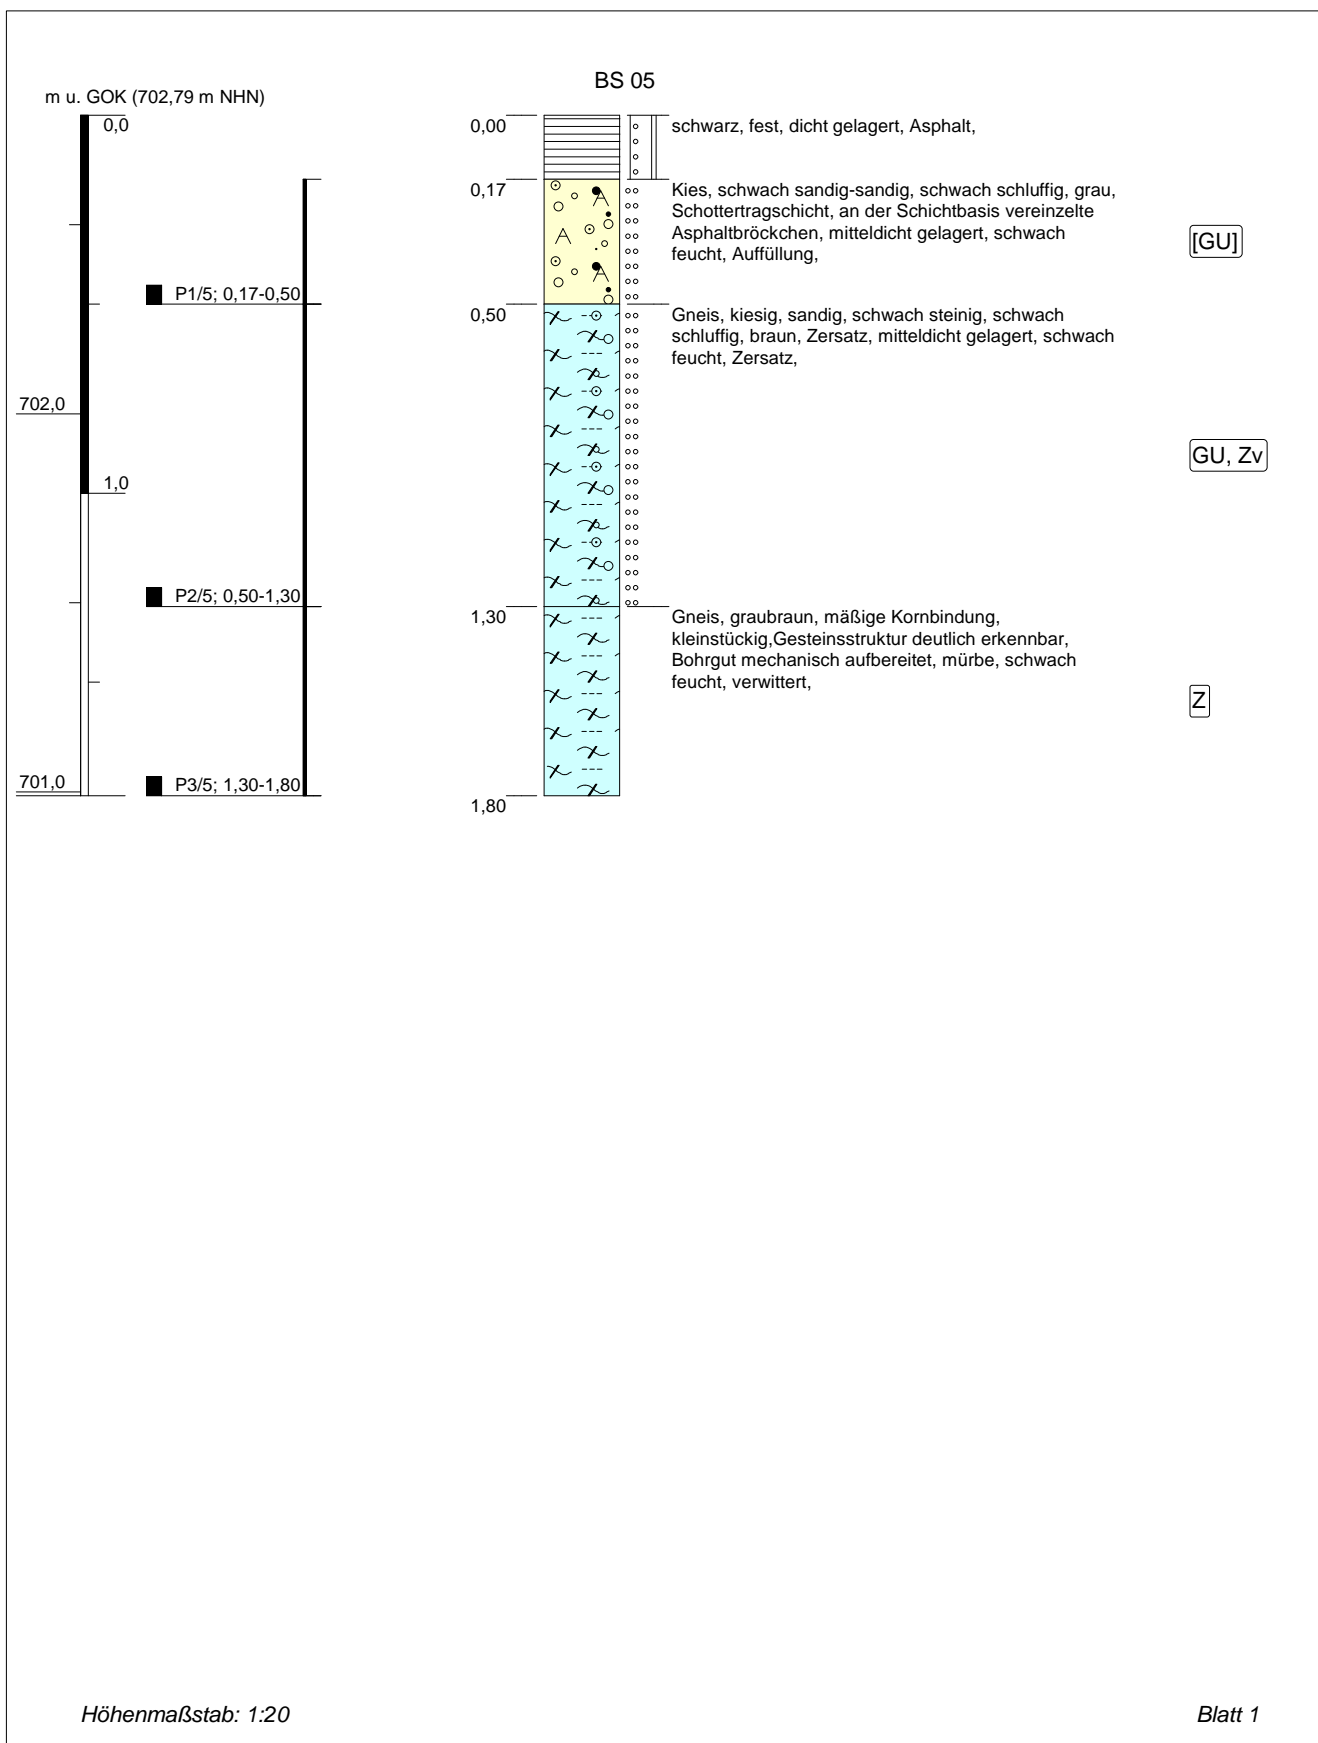 BS 05
m u. GOK (702,79 m NHN)
0,0
0,00
schwarz, fest, dicht gelagert, Asphalt,
0,17
Kies, schwach sandig-sandig, schwach schluffig, grau,
Schottertragschicht, an der Schichtbasis vereinzelte
Asphaltbröckchen, mitteldicht gelagert, schwach
feucht, Auffüllung,
[GU]
P1/5; 0,17-0,50
0,50
Gneis, kiesig, sandig, schwach steinig, schwach
schluffig, braun, Zersatz, mitteldicht gelagert, schwach
feucht, Zersatz,
702,0
GU, Zv
1,0
P2/5; 0,50-1,30
1,30
Gneis, graubraun, mäßige Kornbindung,
kleinstückig,Gesteinsstruktur deutlich erkennbar,
Bohrgut mechanisch aufbereitet, mürbe, schwach
feucht, verwittert,
Z
701,0
P3/5; 1,30-1,80
1,80
Höhenmaßstab: 1:20
Blatt 1